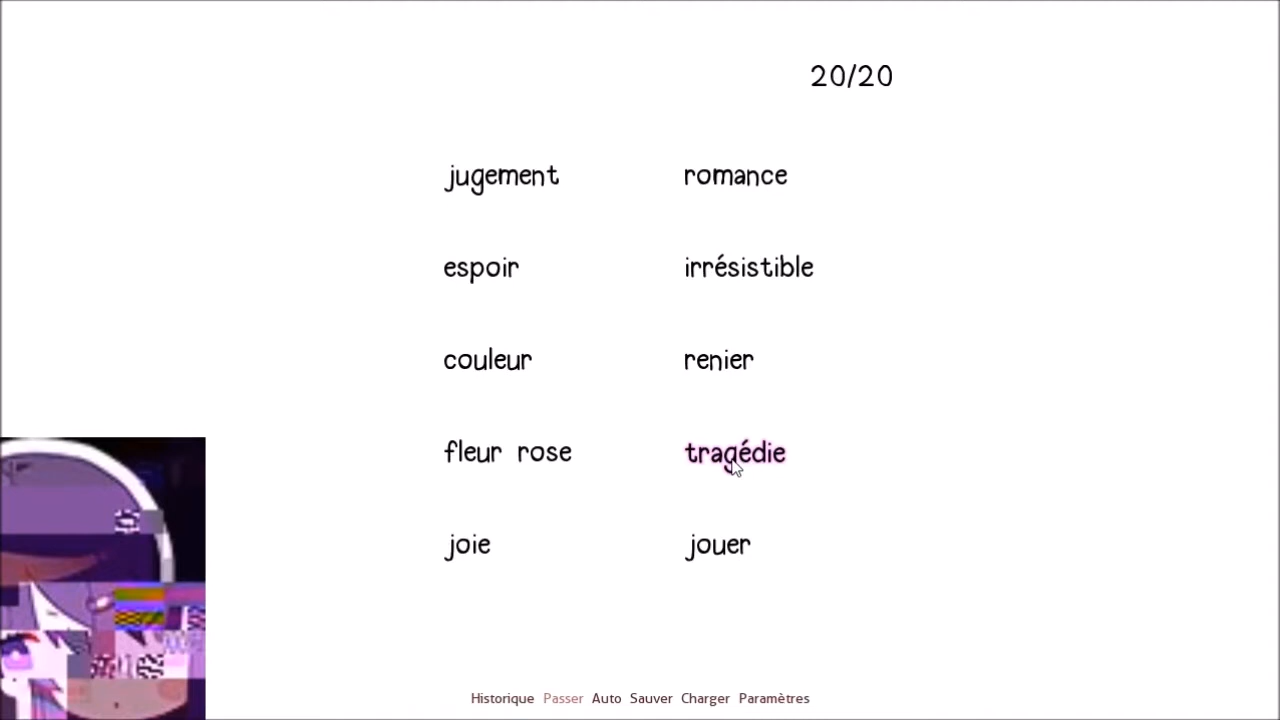 20/20
jugement romance
espoir irrésistible
couleur renier
fleur rose tragédie
joie jouer
Historique Passer Auto Sauver Charger Paramètres